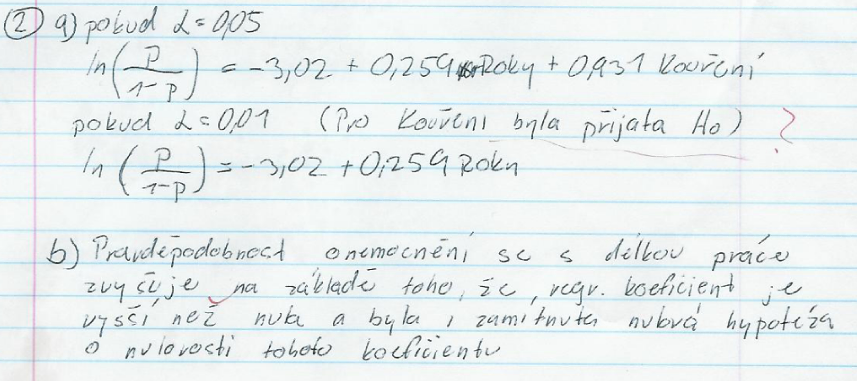 ② a) pokud α = 0,05
ln(p/1-p) = -3,02 + 0,259 Roky + 0,931 Kouření
pokud α = 0,01 (Pro Kouření byla přijata H0) ?
ln(p/1-p) = -3,02 + 0,259 Roky
b) Pravděpodobnost onemocnění se s délkou práce
zvyšuje na základě toho, že, regr. koeficient je
vyšší než nula a byla i zamítnuta nulová hypotéza
o nulovosti tohoto koeficientu